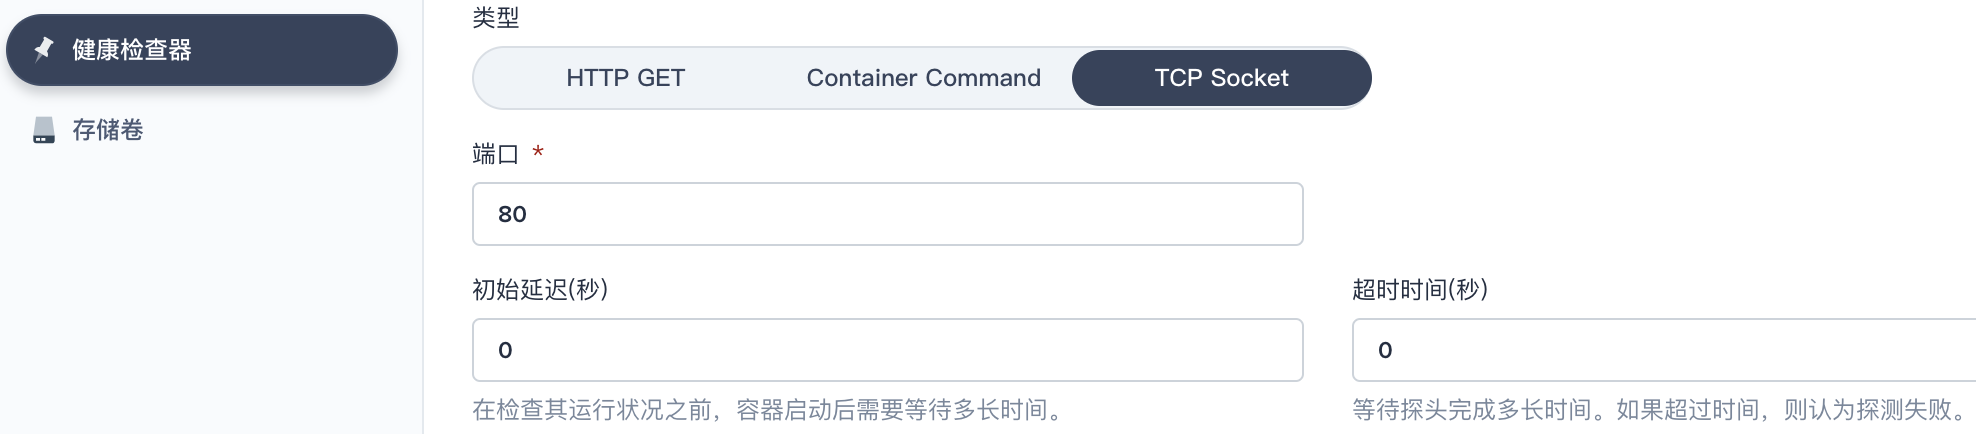 健康检查器
存储卷
类型
HTTP GET
Container Command
TCP Socket
端口 *
80
初始延迟(秒)
超时时间(秒)
0
0
在检查其运行状况之前，容器启动后需要等待多长时间。
等待探头完成多长时间。如果超过时间，则认为探测失败。